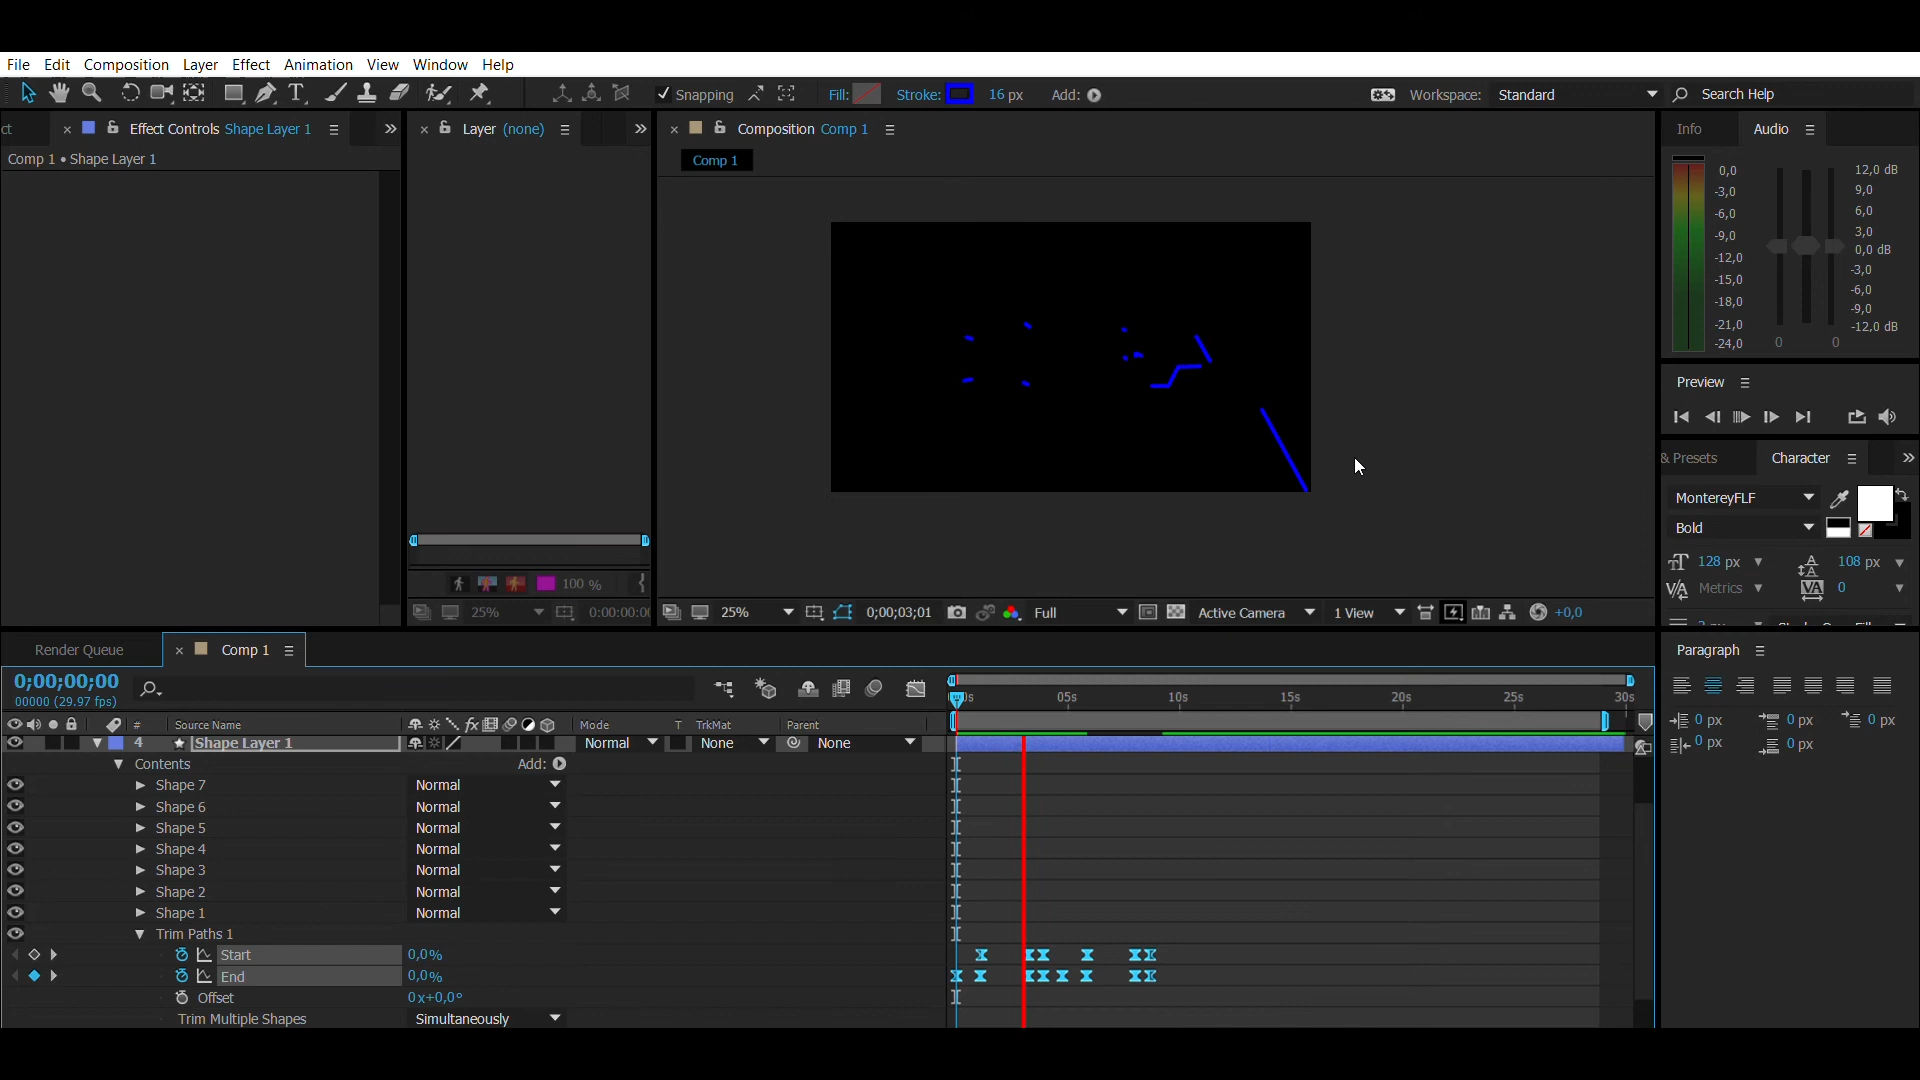 File Edit Composition Layer Effect Animation View Window Help
Snapping Fill: Stroke: 16 px Add: Workspace: Standard Search Help
ct Effect Controls Shape Layer 1 Layer (none) Composition Comp 1 Info Audio
Comp 1 • Shape Layer 1 Comp 1
0,0 12,0 dB
-3,0 9,0
-6,0 6,0
-9,0 3,0
-12,0 0,0 dB
-15,0 -3,0
-18,0 -6,0
-21,0 -9,0
-24,0 -12,0 dB
0 0
Preview
& Presets Character
MontereyFLF
Bold
128 px 108 px
Metrics 0
100 %
25% 0:00:00:00 25% 0;00;03;01 Full Active Camera 1 View +0,0
Render Queue Comp 1 Paragraph
0;00;00;00
00000 (29.97 fps)
05s 10s 15s 20s 25s 30s
0 px 0 px 0 px
0 px 0 px
# Source Name Mode T TrkMat Parent
4 Shape Layer 1 Normal None None
Contents Add:
Shape 7 Normal
Shape 6 Normal
Shape 5 Normal
Shape 4 Normal
Shape 3 Normal
Shape 2 Normal
Shape 1 Normal
Trim Paths 1
Start 0,0%
End 0,0%
Offset 0x+0,0°
Trim Multiple Shapes Simultaneously